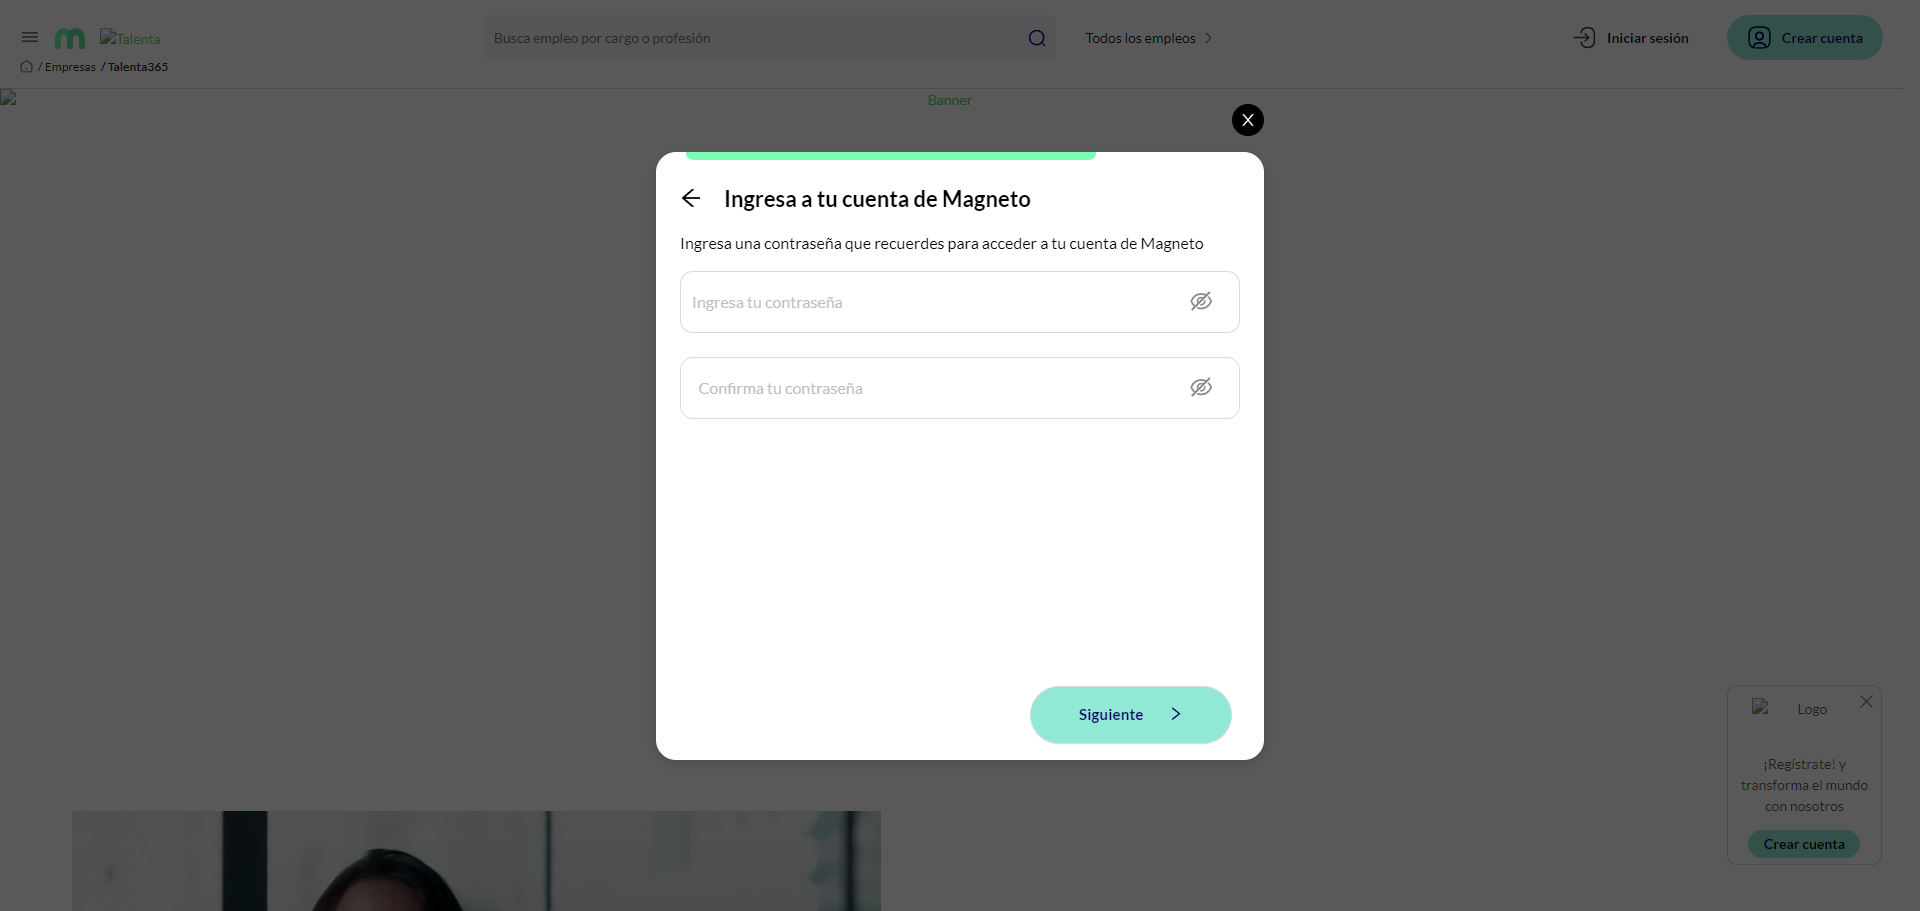 Talenta
Busca empleo por cargo o profesión
Todos los empleos
Iniciar sesión
Crear cuenta
/ Empresas / Talenta365
Banner
X
Ingresa a tu cuenta de Magneto
Ingresa una contraseña que recuerdes para acceder a tu cuenta de Magneto
Ingresa tu contraseña
Confirma tu contraseña
Siguiente
Logo
¡Regístrate! y
transforma el mundo
con nosotros
Crear cuenta